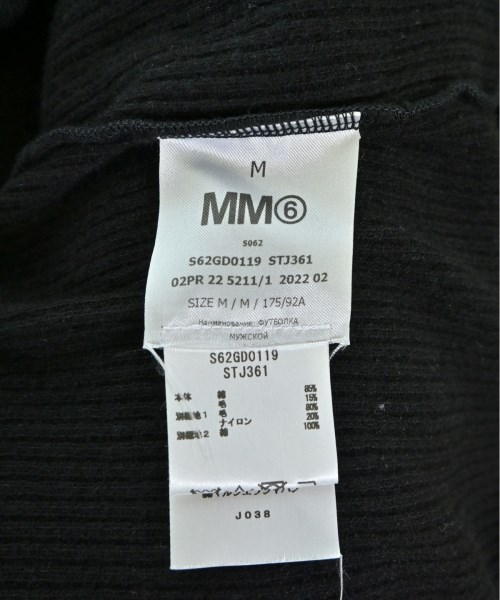 M
MM⑥
S062
S62GD0119 STJ361
02PR 22 5211/1 2022 02
SIZE M / M / 175/92A
Наименование: ФУТБОЛКА
МУЖСКОЙ
S62GD0119
STJ361
本体 綿 85%
毛 15%
別布地1 毛 80%
ナイロン 20%
別布地2 綿 100%
J038